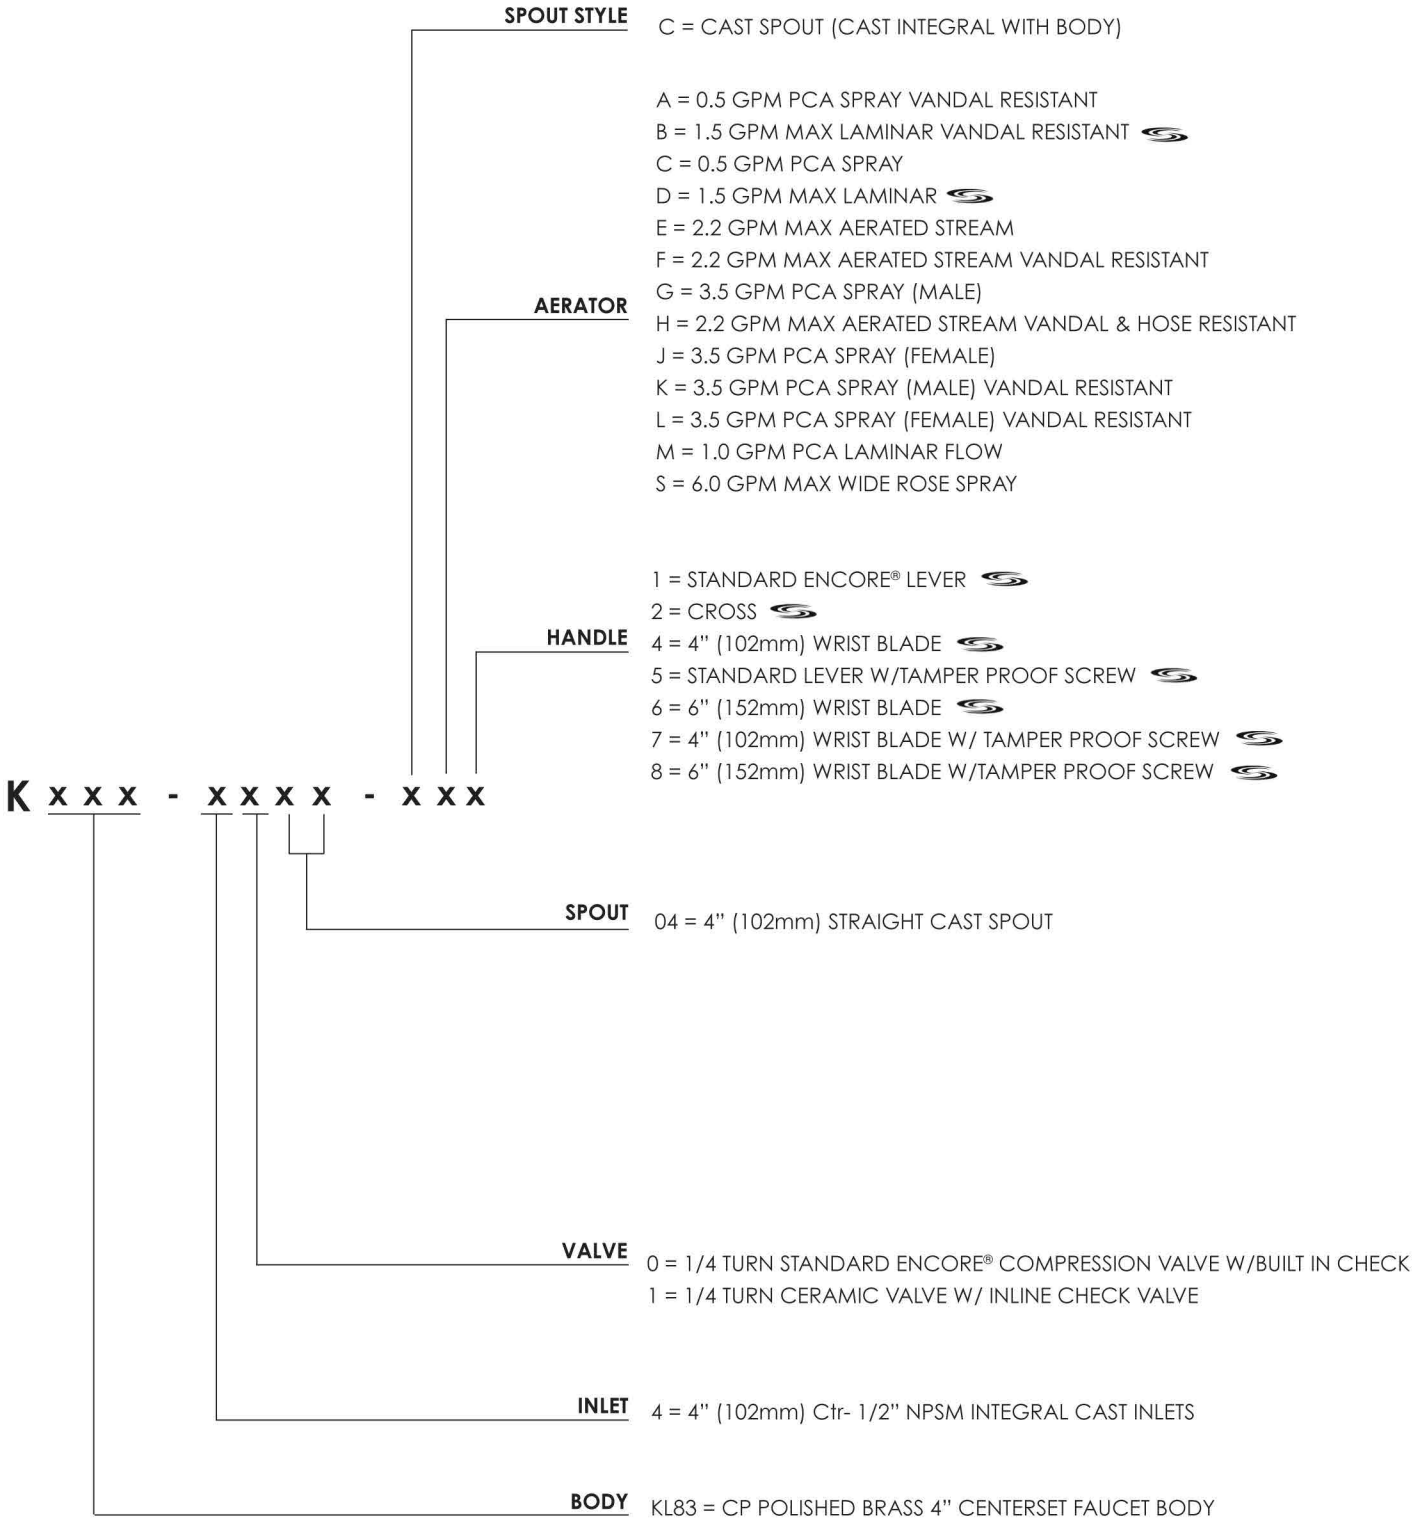 SPOUT STYLE
C = CAST SPOUT (CAST INTEGRAL WITH BODY)
A = 0.5 GPM PCA SPRAY VANDAL RESISTANT
B = 1.5 GPM MAX LAMINAR VANDAL RESISTANT
C = 0.5 GPM PCA SPRAY
D = 1.5 GPM MAX LAMINAR
E = 2.2 GPM MAX AERATED STREAM
F = 2.2 GPM MAX AERATED STREAM VANDAL RESISTANT
G = 3.5 GPM PCA SPRAY (MALE)
AERATOR
H = 2.2 GPM MAX AERATED STREAM VANDAL & HOSE RESISTANT
J = 3.5 GPM PCA SPRAY (FEMALE)
K = 3.5 GPM PCA SPRAY (MALE) VANDAL RESISTANT
L = 3.5 GPM PCA SPRAY (FEMALE) VANDAL RESISTANT
M = 1.0 GPM PCA LAMINAR FLOW
S = 6.0 GPM MAX WIDE ROSE SPRAY
1 = STANDARD ENCORE® LEVER
2 = CROSS
HANDLE
4 = 4” (102mm) WRIST BLADE
5 = STANDARD LEVER W/TAMPER PROOF SCREW
6 = 6” (152mm) WRIST BLADE
7 = 4” (102mm) WRIST BLADE W/ TAMPER PROOF SCREW
8 = 6” (152mm) WRIST BLADE W/TAMPER PROOF SCREW
K x x x - x x x x - x x x
SPOUT
04 = 4” (102mm) STRAIGHT CAST SPOUT
VALVE
0 = 1/4 TURN STANDARD ENCORE® COMPRESSION VALVE W/BUILT IN CHECK
1 = 1/4 TURN CERAMIC VALVE W/ INLINE CHECK VALVE
INLET
4 = 4” (102mm) Ctr- 1/2” NPSM INTEGRAL CAST INLETS
BODY
KL83 = CP POLISHED BRASS 4” CENTERSET FAUCET BODY